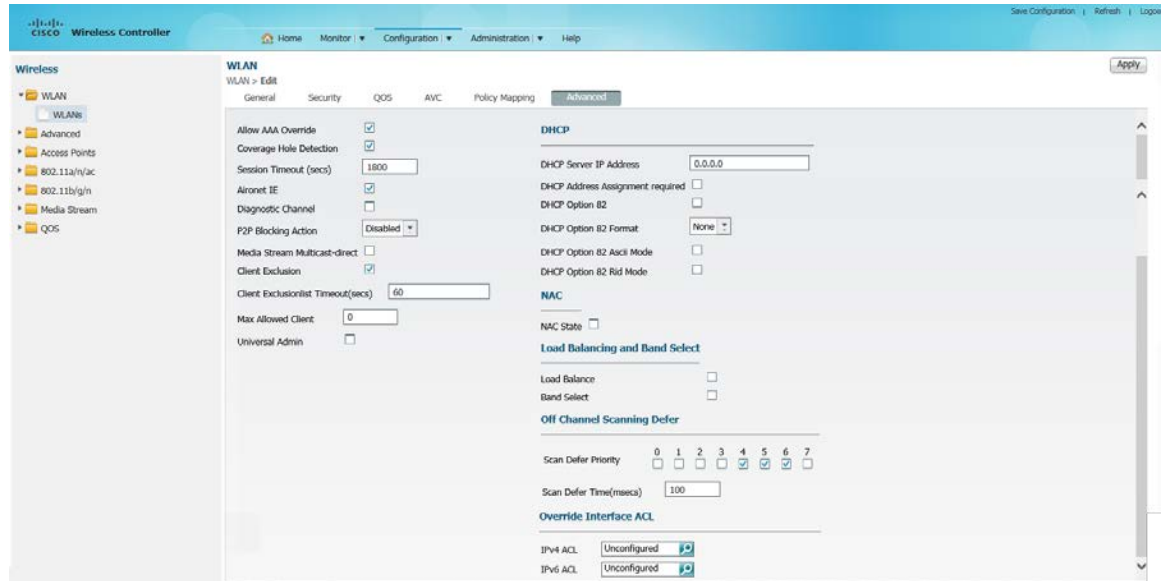 Save Configuration | Refresh |
CISCO Wireless Controller
Home Monitor Configuration Administration Help
Wireless
WLAN
WLANs
Advanced
Access Points
802.11a/n/ac
802.11b/g/n
Media Stream
QOS
WLAN
WLAN > Edit
Apply
General Security QOS AVC Policy Mapping Advanced
Allow AAA Override
Coverage Hole Detection
Session Timeout (secs) 1800
Aironet IE
Diagnostic Channel
P2P Blocking Action Disabled
Media Stream Multicast-direct
Client Exclusion
Client Exclusionlist Timeout(secs) 60
Max Allowed Client 0
Universal Admin
DHCP
DHCP Server IP Address 0.0.0.0
DHCP Address Assignment required
DHCP Option 82
DHCP Option 82 Format None
DHCP Option 82 Ascii Mode
DHCP Option 82 Rid Mode
NAC
NAC State
Load Balancing and Band Select
Load Balance
Band Select
Off Channel Scanning Defer
0 1 2 3 4 5 6 7
Scan Defer Priority
Scan Defer Time(msecs) 100
Override Interface ACL
IPv4 ACL Unconfigured
IPv6 ACL Unconfigured